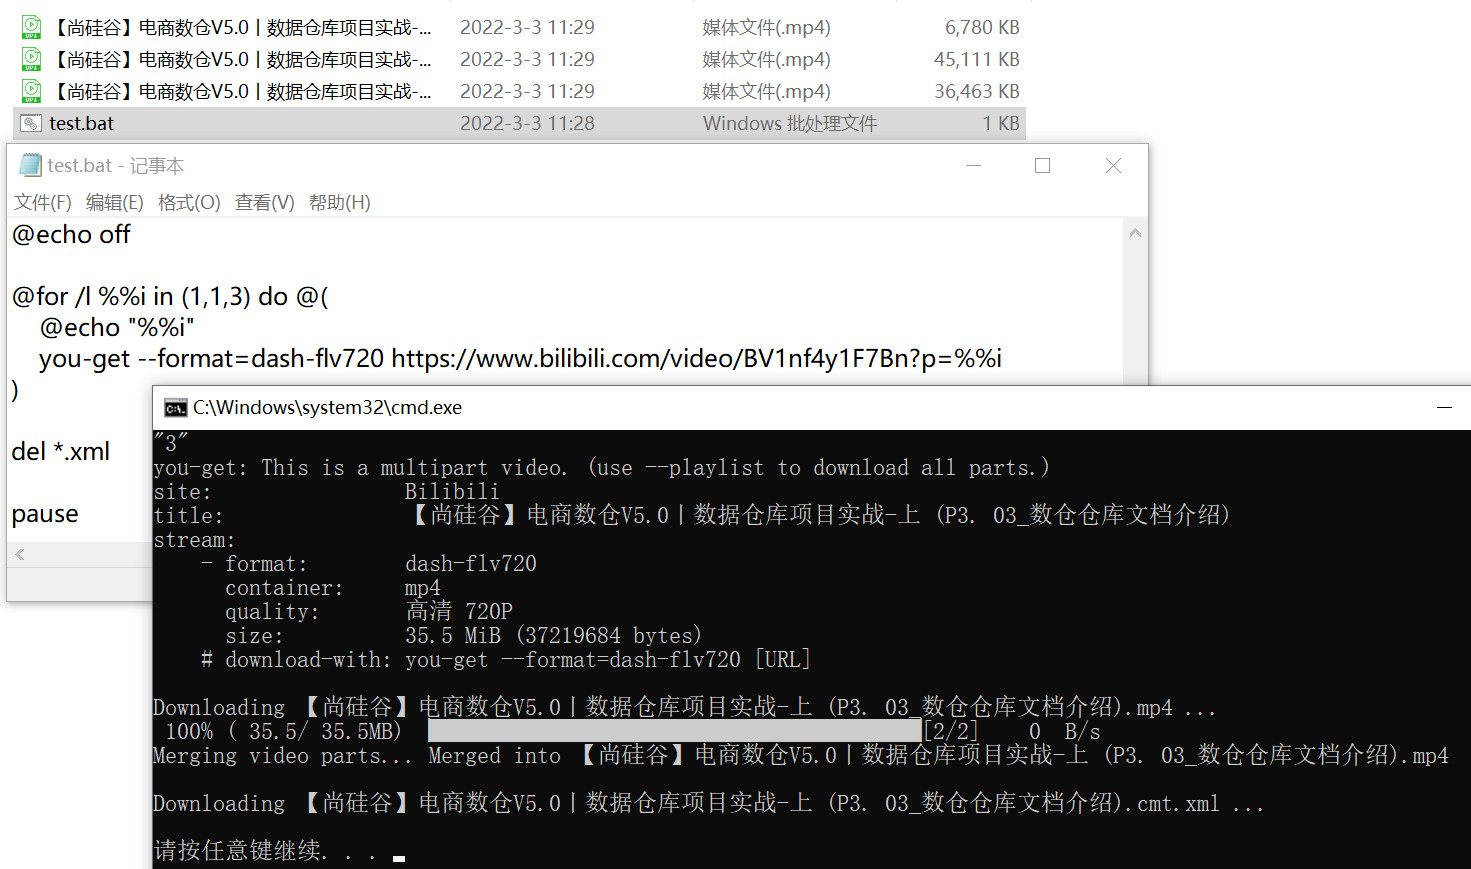 【尚硅谷】电商数仓V5.0丨数据仓库项目实战-... 2022-3-3 11:29 媒体文件(.mp4) 6,780 KB
【尚硅谷】电商数仓V5.0丨数据仓库项目实战-... 2022-3-3 11:29 媒体文件(.mp4) 45,111 KB
【尚硅谷】电商数仓V5.0丨数据仓库项目实战-... 2022-3-3 11:29 媒体文件(.mp4) 36,463 KB
test.bat 2022-3-3 11:28 Windows 批处理文件 1 KB
test.bat - 记事本
文件(F) 编辑(E) 格式(O) 查看(V) 帮助(H)
@echo off
@for /l %%i in (1,1,3) do @(
@echo "%%i"
you-get --format=dash-flv720 https://www.bilibili.com/video/BV1nf4y1F7Bn?p=%%i
)
del *.xml
pause
C:\Windows\system32\cmd.exe
"3"
you-get: This is a multipart video. (use --playlist to download all parts.)
site: Bilibili
title: 【尚硅谷】电商数仓V5.0丨数据仓库项目实战-上 (P3. 03_数仓仓库文档介绍)
stream:
- format: dash-flv720
container: mp4
quality: 高清 720P
size: 35.5 MiB (37219684 bytes)
# download-with: you-get --format=dash-flv720 [URL]
Downloading 【尚硅谷】电商数仓V5.0丨数据仓库项目实战-上 (P3. 03_数仓仓库文档介绍).mp4 ...
100% ( 35.5/ 35.5MB) [2/2] 0 B/s
Merging video parts... Merged into 【尚硅谷】电商数仓V5.0丨数据仓库项目实战-上 (P3. 03_数仓仓库文档介绍).mp4
Downloading 【尚硅谷】电商数仓V5.0丨数据仓库项目实战-上 (P3. 03_数仓仓库文档介绍).cmt.xml ...
请按任意键继续. . .